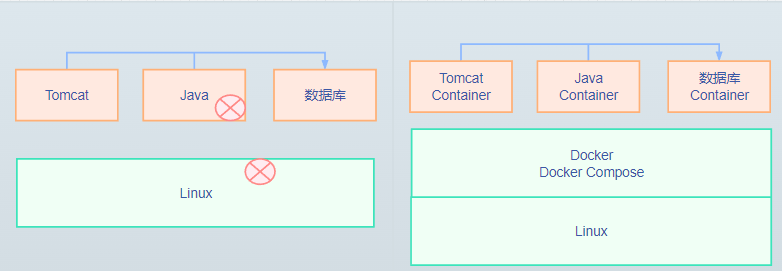 Tomcat
Java
数据库
Linux
Tomcat
Container
Java
Container
数据库
Container
Docker
Docker Compose
Linux